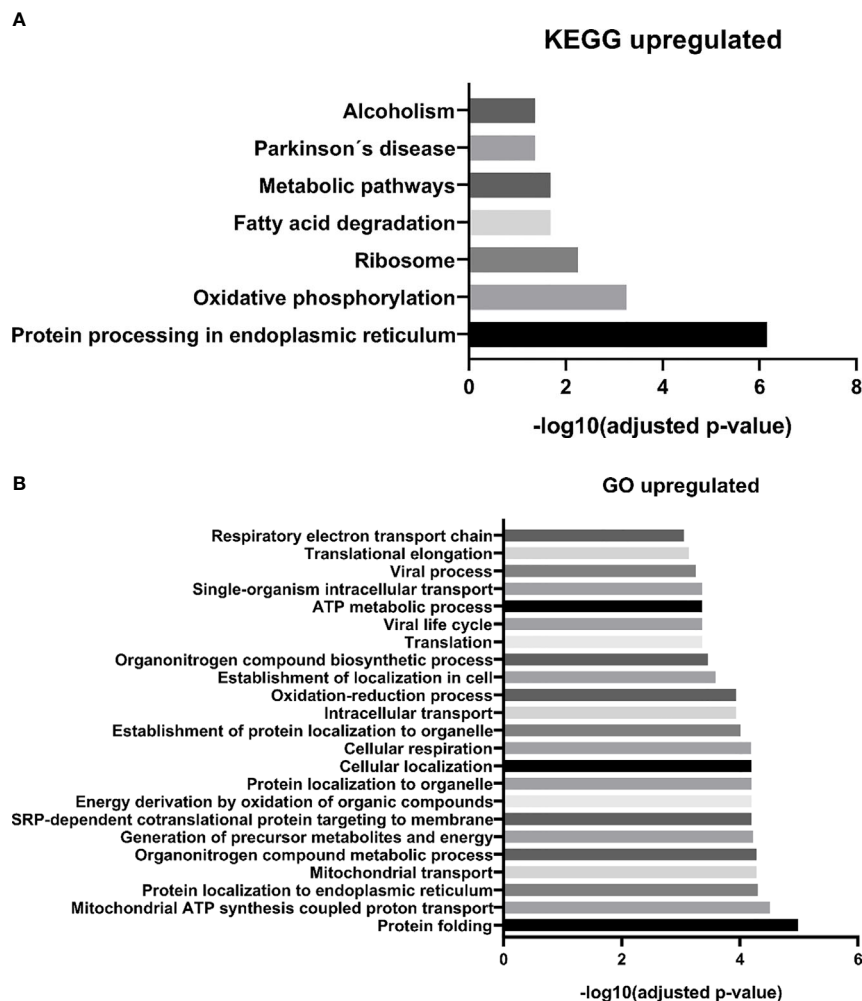 A
KEGG upregulated
Alcoholism
Parkinson´s disease
Metabolic pathways
Fatty acid degradation
Ribosome
Oxidative phosphorylation
Protein processing in endoplasmic reticulum
0 2 4 6 8
-log10(adjusted p-value)
B
GO upregulated
Respiratory electron transport chain
Translational elongation
Viral process
Single-organism intracellular transport
ATP metabolic process
Viral life cycle
Translation
Organonitrogen compound biosynthetic process
Establishment of localization in cell
Oxidation-reduction process
Intracellular transport
Establishment of protein localization to organelle
Cellular respiration
Cellular localization
Protein localization to organelle
Energy derivation by oxidation of organic compounds
SRP-dependent cotranslational protein targeting to membrane
Generation of precursor metabolites and energy
Organonitrogen compound metabolic process
Mitochondrial transport
Protein localization to endoplasmic reticulum
Mitochondrial ATP synthesis coupled proton transport
Protein folding
0 2 4 6
-log10(adjusted p-value)